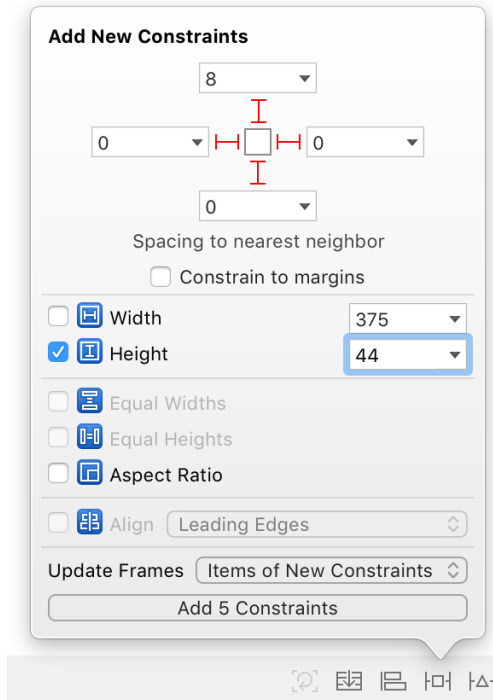 Add New Constraints
8
0
0
0
Spacing to nearest neighbor
Constrain to margins
Width 375
Height 44
Equal Widths
Equal Heights
Aspect Ratio
Align Leading Edges
Update Frames Items of New Constraints
Add 5 Constraints